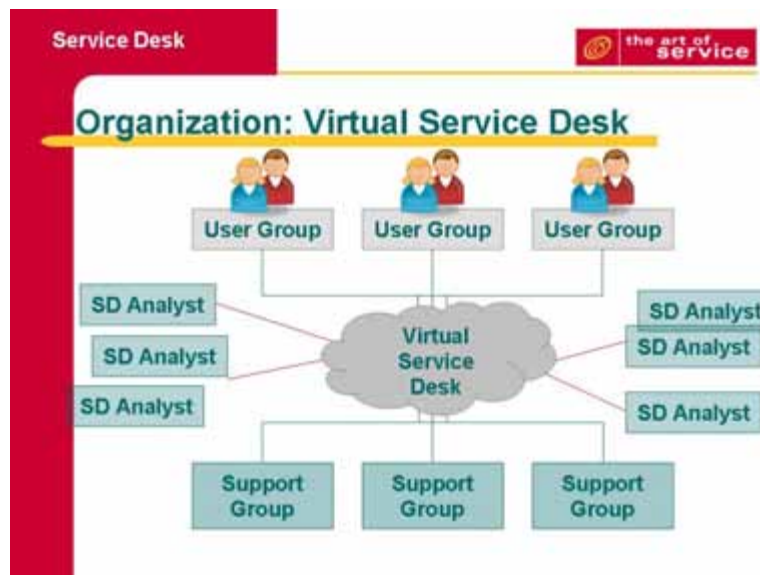 Service Desk
the art of
service
Organization: Virtual Service Desk
User Group
User Group
User Group
SD Analyst
SD Analyst
SD Analyst
Virtual
Service
Desk
SD Analyst
SD Analyst
SD Analyst
Support
Group
Support
Group
Support
Group